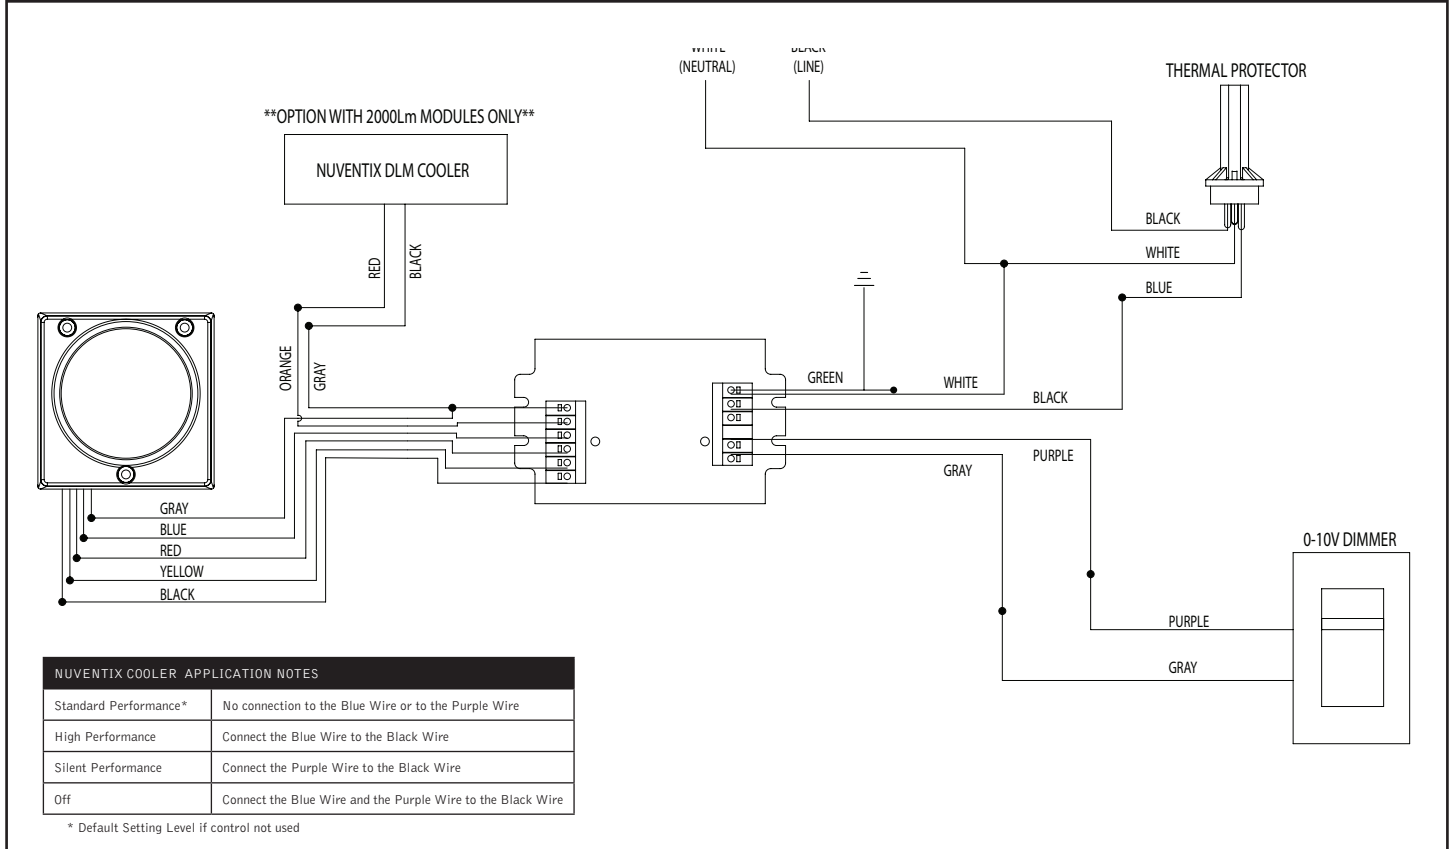 WHITE BLACK
(NEUTRAL) (LINE)
THERMAL PROTECTOR
**OPTION WITH 2000Lm MODULES ONLY**
NUVENTIX DLM COOLER
BLACK
WHITE
BLUE
RED
BLACK
ORANGE
GRAY
GREEN
WHITE
BLACK
PURPLE
GRAY
GRAY
BLUE
RED
YELLOW
BLACK
0-10V DIMMER
PURPLE
GRAY
NUVENTIX COOLER APPLICATION NOTES
Standard Performance* No connection to the Blue Wire or to the Purple Wire
High Performance Connect the Blue Wire to the Black Wire
Silent Performance Connect the Purple Wire to the Black Wire
Off Connect the Blue Wire and the Purple Wire to the Black Wire
* Default Setting Level if control not used